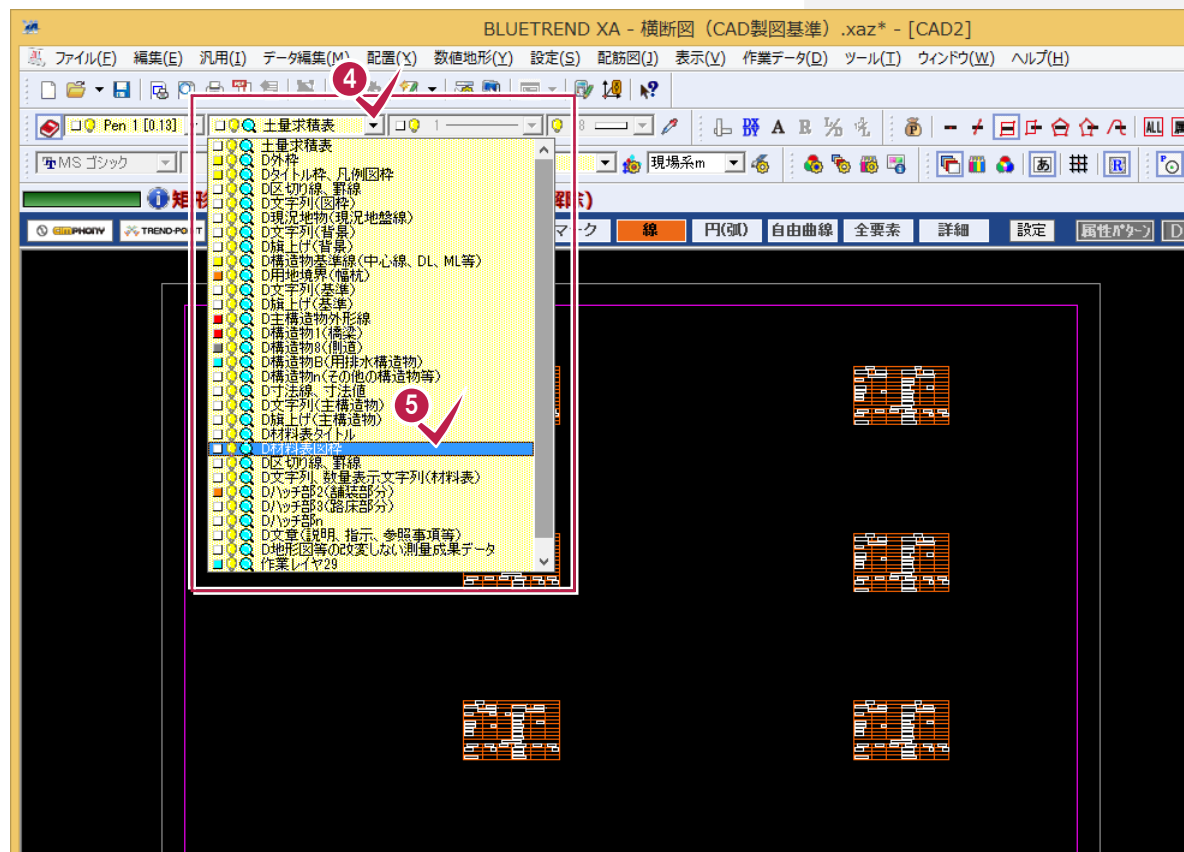 BLUETREND XA - 横断図（CAD製図基準）.xaz* - [CAD2]
ファイル(F) 編集(E) 汎用(I) データ編集(M) 配置(Y) 数値地形(Y) 設定(S) 配筋図(J) 表示(V) 作業データ(D) ツール(T) ウィンドウ(W) ヘルプ(H)
4
Pen 1 [0.13] 土量求積表 1 8 A R ALL
MS ゴシック 現場系m あ R
矩形 解除)
SiTECH PHONY TREND-POINT マーク 線 円(弧) 自由曲線 全要素 詳細 設定 属性パターン D
土量求積表
D外枠
Dタイトル枠、凡例図枠
D区切り線、罫線
D文字列(図枠)
D現況地物(現況地盤線)
D文字列(背景)
D旗上げ(背景)
D構造物基準線(中心線、DL、ML等)
D用地境界(幅杭)
D文字列(基準)
D旗上げ(基準)
D主構造物外形線
D構造物1(橋梁)
D構造物8(側道)
D構造物B(用排水構造物)
D構造物n(その他の構造物等)
D寸法線、寸法値
D文字列(主構造物)
5
D旗上げ(主構造物)
D材料表タイトル
D材料表図枠
D区切り線、罫線
D文字列、数量表示文字列(材料表)
Dハッチ部2(舗装部分)
Dハッチ部3(路床部分)
Dハッチ部n
D文章(説明、指示、参照事項等)
D地形図等の改変しない測量成果データ
作業レイヤ29